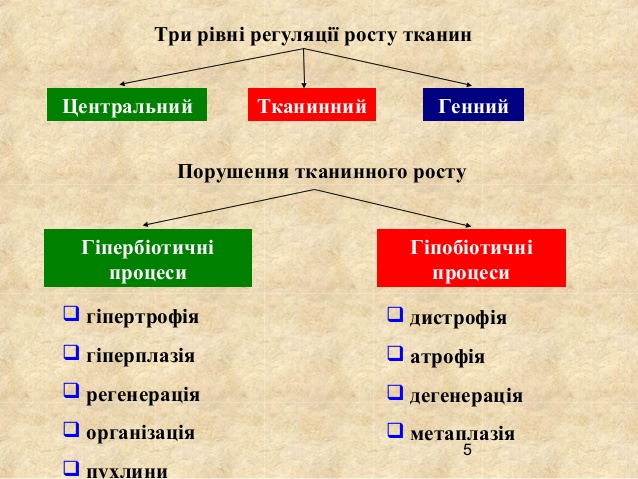 Три рівні регуляції росту тканин
Центральний
Тканинний
Генний
Порушення тканинного росту
Гіпербіотичні
процеси
Гіпобіотичні
процеси
гіпертрофія
гіперплазія
регенерація
організація
пухлини
дистрофія
атрофія
дегенерація
метаплазія
5